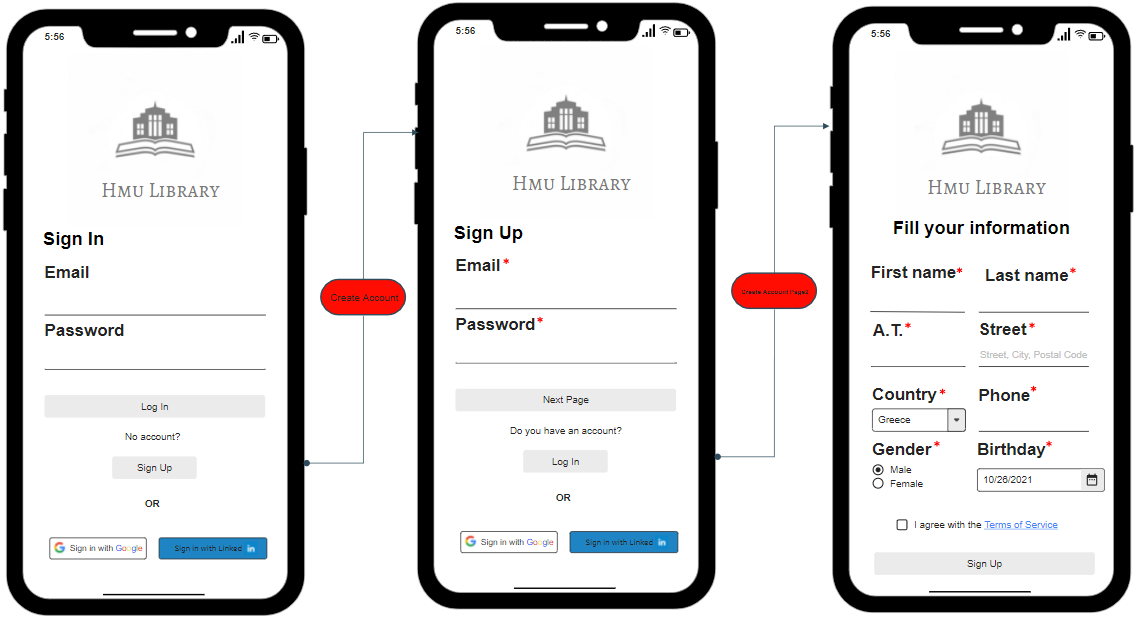 5:56
HMU LIBRARY
Sign In
Email
Password
Log In
No account?
Sign Up
OR
Sign in with Google
Sign in with Linked in
Create Account
5:56
HMU LIBRARY
Sign Up
Email*
Password*
Next Page
Do you have an account?
Log In
OR
Sign in with Google
Sign in with Linked in
Create Account Page2
5:56
HMU LIBRARY
Fill your information
First name* Last name*
A.T.* Street*
Street, City, Postal Code
Country* Phone*
Greece
Gender* Birthday*
Male
Female
10/26/2021
I agree with the Terms of Service
Sign Up